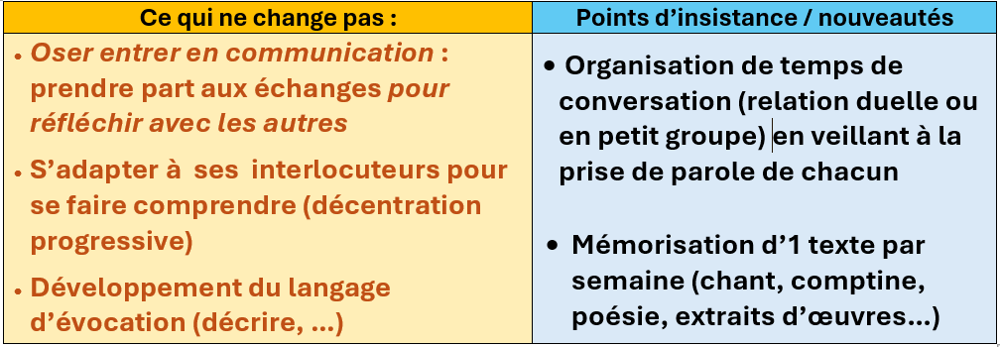 Ce qui ne change pas :
• Oser entrer en communication :
prendre part aux échanges pour
réfléchir avec les autres
• S’adapter à ses interlocuteurs pour
se faire comprendre (décentration
progressive)
• Développement du langage
d’évocation (décrire, …)
Points d’insistance / nouveautés
• Organisation de temps de
conversation (relation duelle ou
en petit groupe) en veillant à la
prise de parole de chacun
• Mémorisation d’1 texte par
semaine (chant, comptine,
poésie, extraits d’œuvres…)